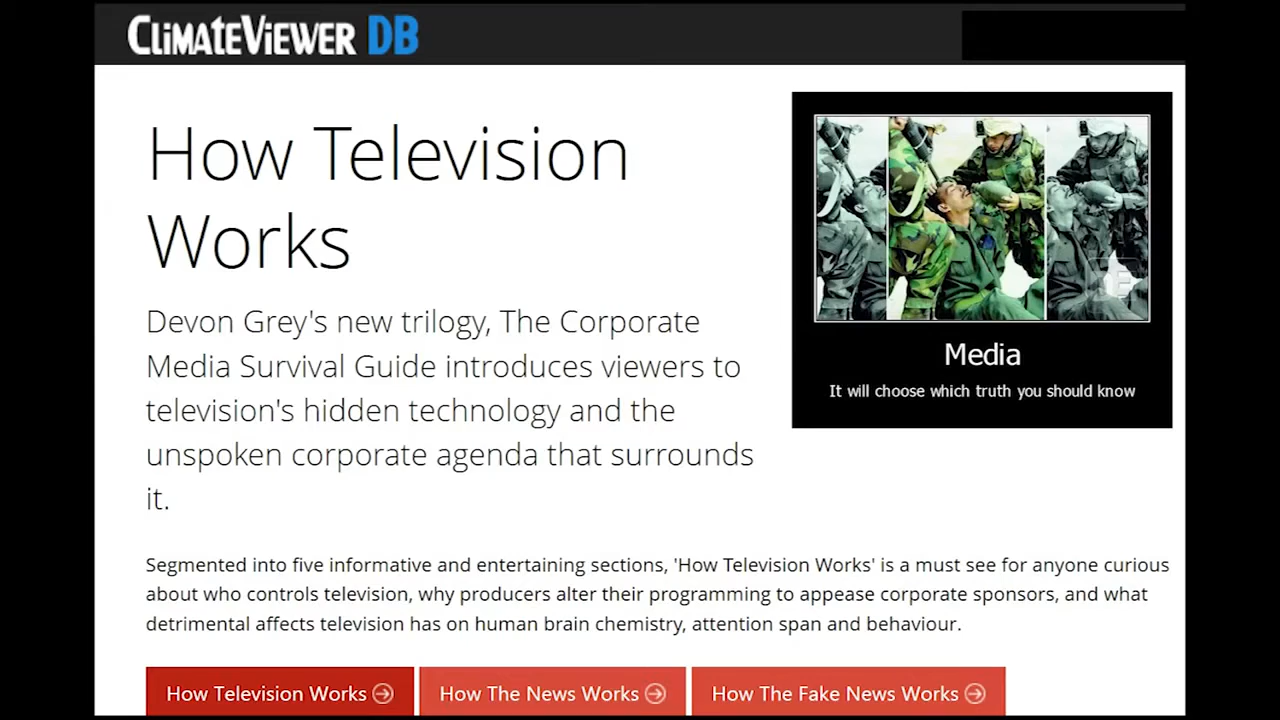 CLIMATEVIEWER DB
How Television
Works
Devon Grey's new trilogy, The Corporate
Media Survival Guide introduces viewers to
television's hidden technology and the
unspoken corporate agenda that surrounds
it.
Media
It will choose which truth you should know
Segmented into five informative and entertaining sections, 'How Television Works' is a must see for anyone curious
about who controls television, why producers alter their programming to appease corporate sponsors, and what
detrimental affects television has on human brain chemistry, attention span and behaviour.
How Television Works
How The News Works
How The Fake News Works